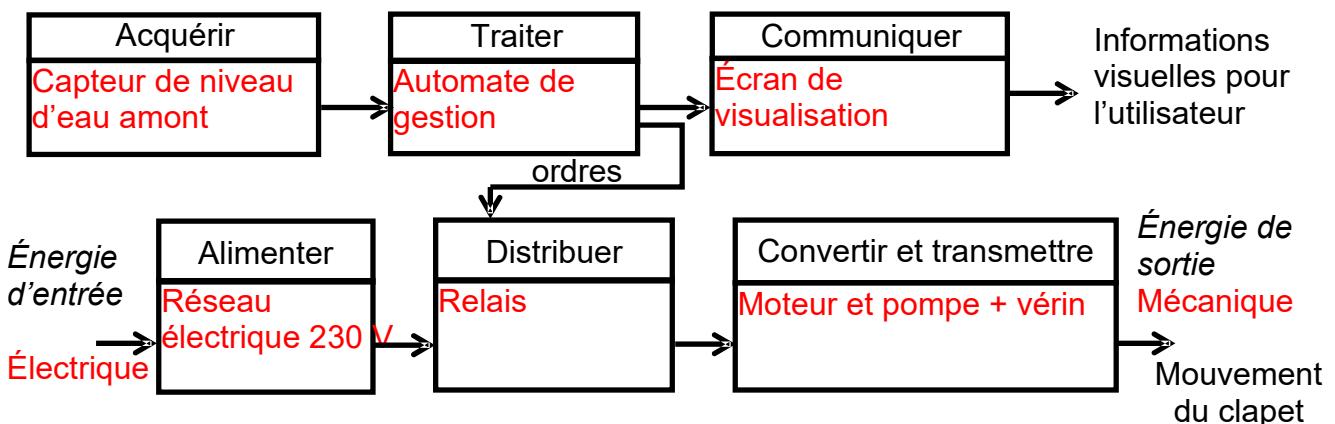 Acquérir
Capteur de niveau
d’eau amont
Traiter
Automate de
gestion
Communiquer
Écran de
visualisation
Informations
visuelles pour
l’utilisateur
ordres
Énergie
d’entrée
Électrique
Alimenter
Réseau
électrique 230 V
Distribuer
Relais
Convertir et transmettre
Moteur et pompe + vérin
Énergie de
sortie
Mécanique
Mouvement
du clapet